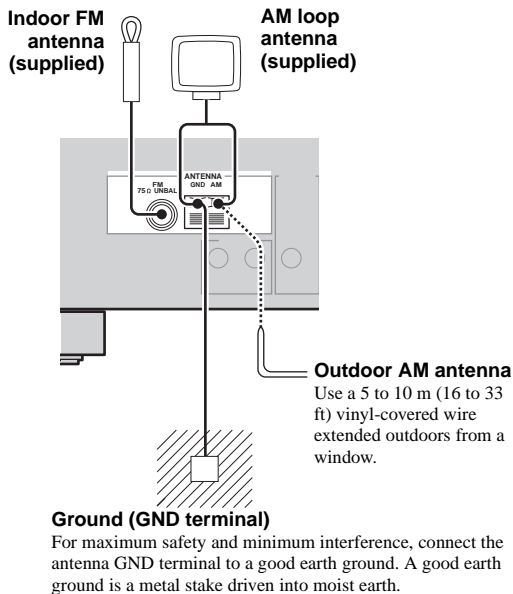 Indoor FM
antenna
(supplied)
AM loop
antenna
(supplied)
ANTENNA
GND AM
FM
75Ω UNBAL
Outdoor AM antenna
Use a 5 to 10 m (16 to 33
ft) vinyl-covered wire
extended outdoors from a
window.
Ground (GND terminal)
For maximum safety and minimum interference, connect the
antenna GND terminal to a good earth ground. A good earth
ground is a metal stake driven into moist earth.